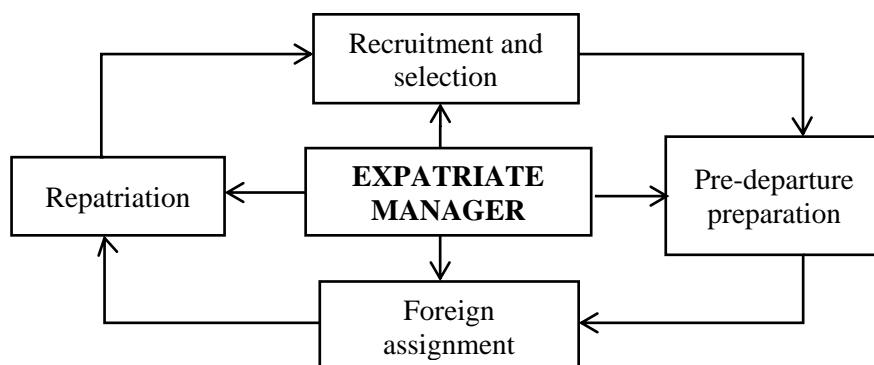 Recruitment and
selection
Repatriation
EXPATRIATE
MANAGER
Pre-departure
preparation
Foreign
assignment